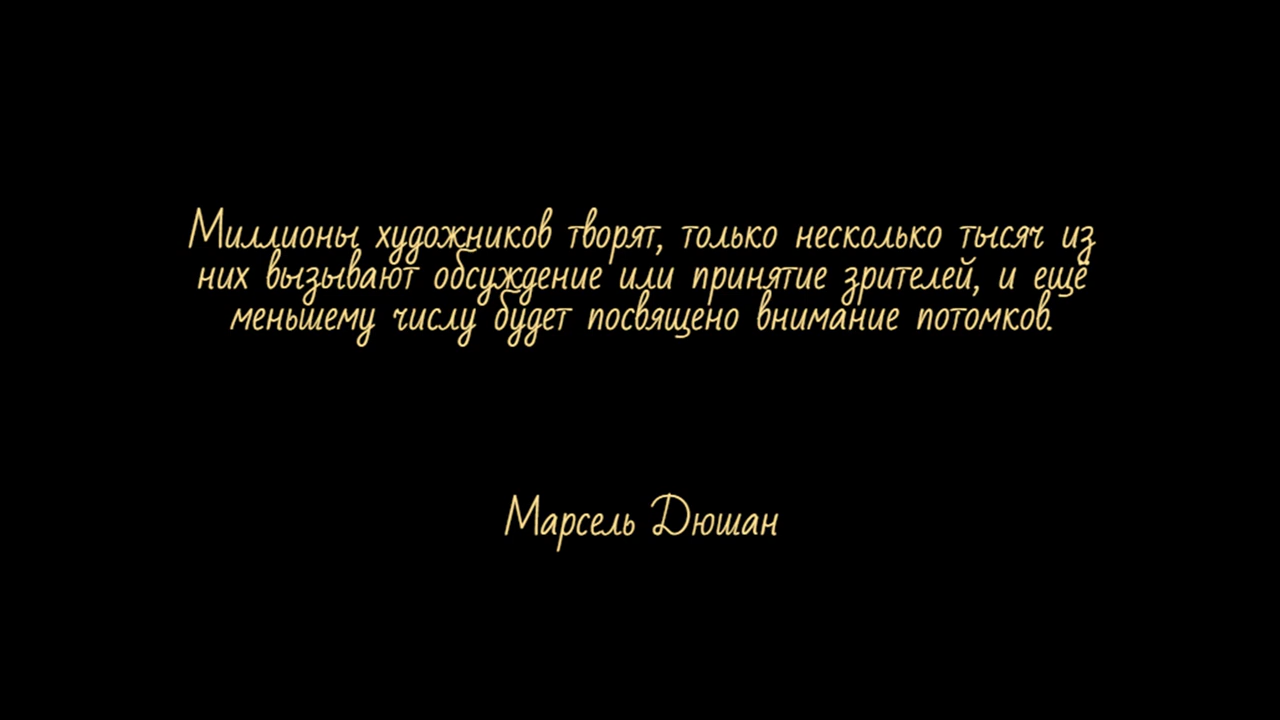 Миллионы художников творят, только несколько тысяч из
них вызывают обсуждение или принятие зрителей, и ещё
меньшему числу будет посвящено внимание потомков.
Марсель Дюшан